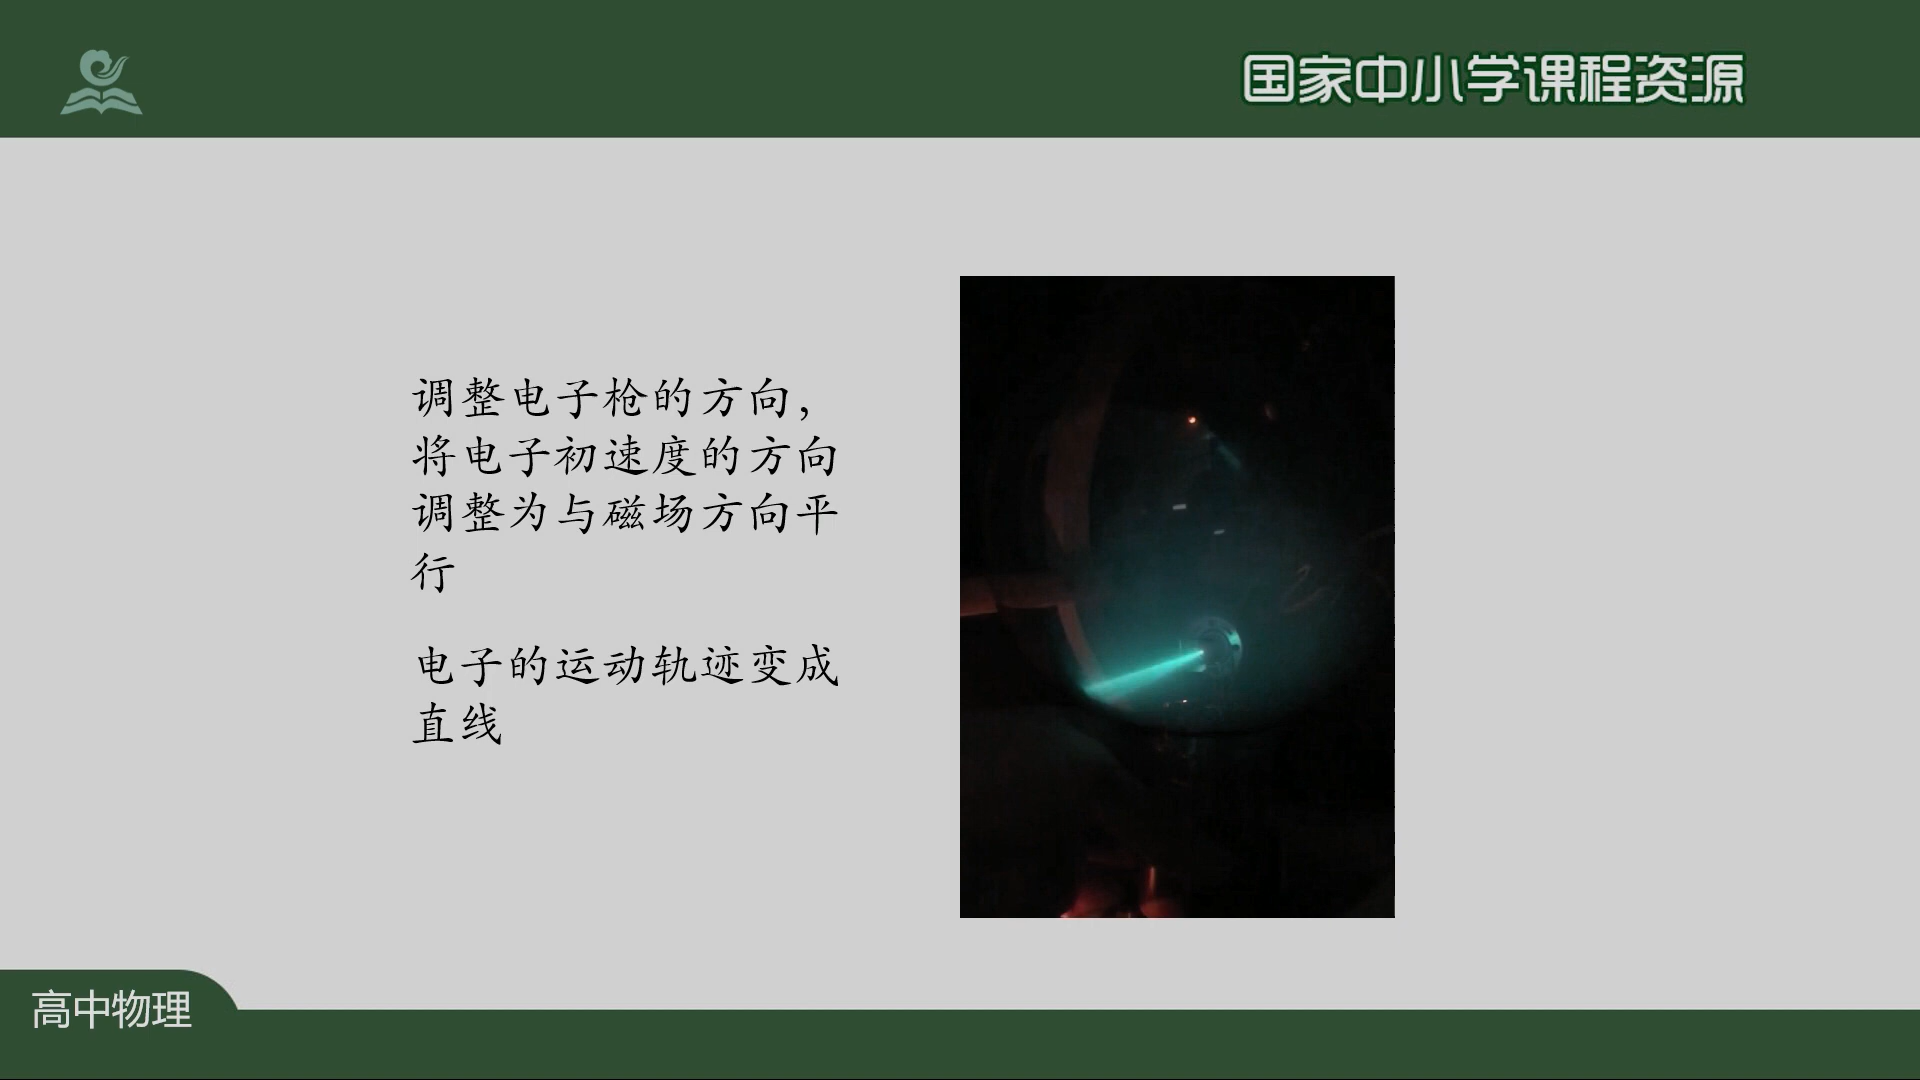 国家中小学课程资源
调整电子枪的方向，
将电子初速度的方向
调整为与磁场方向平
行
电子的运动轨迹变成
直线
高中物理